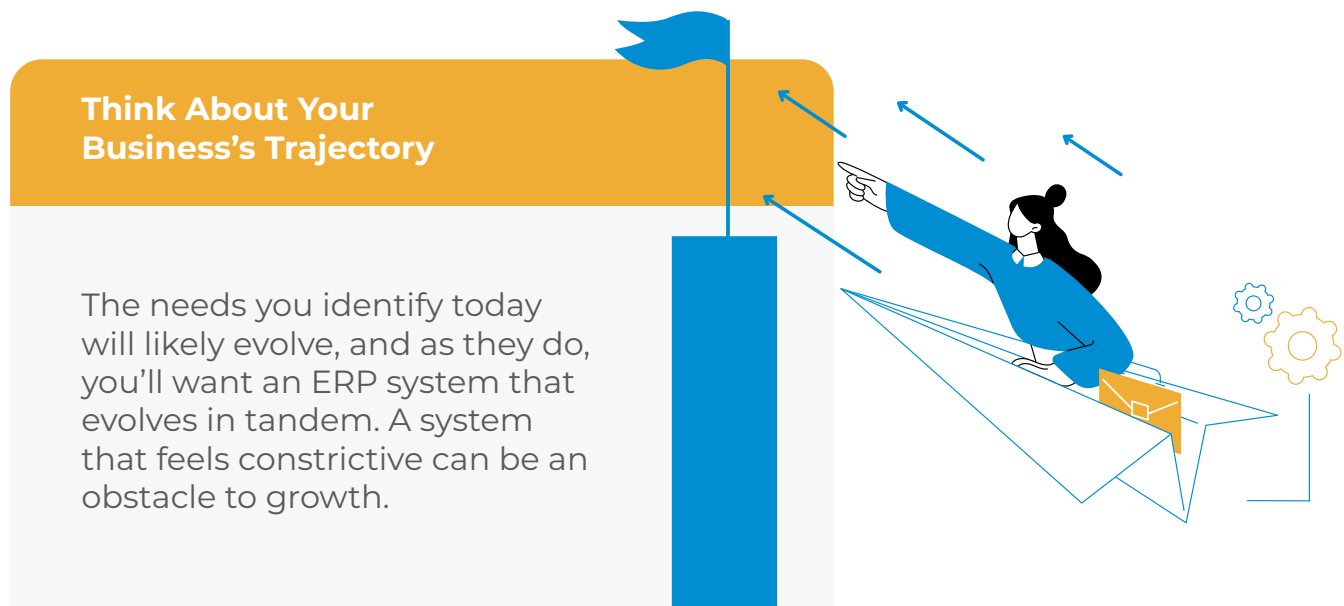 Think About Your
Business’s Trajectory
The needs you identify today
will likely evolve, and as they do,
you’ll want an ERP system that
evolves in tandem. A system
that feels constrictive can be an
obstacle to growth.